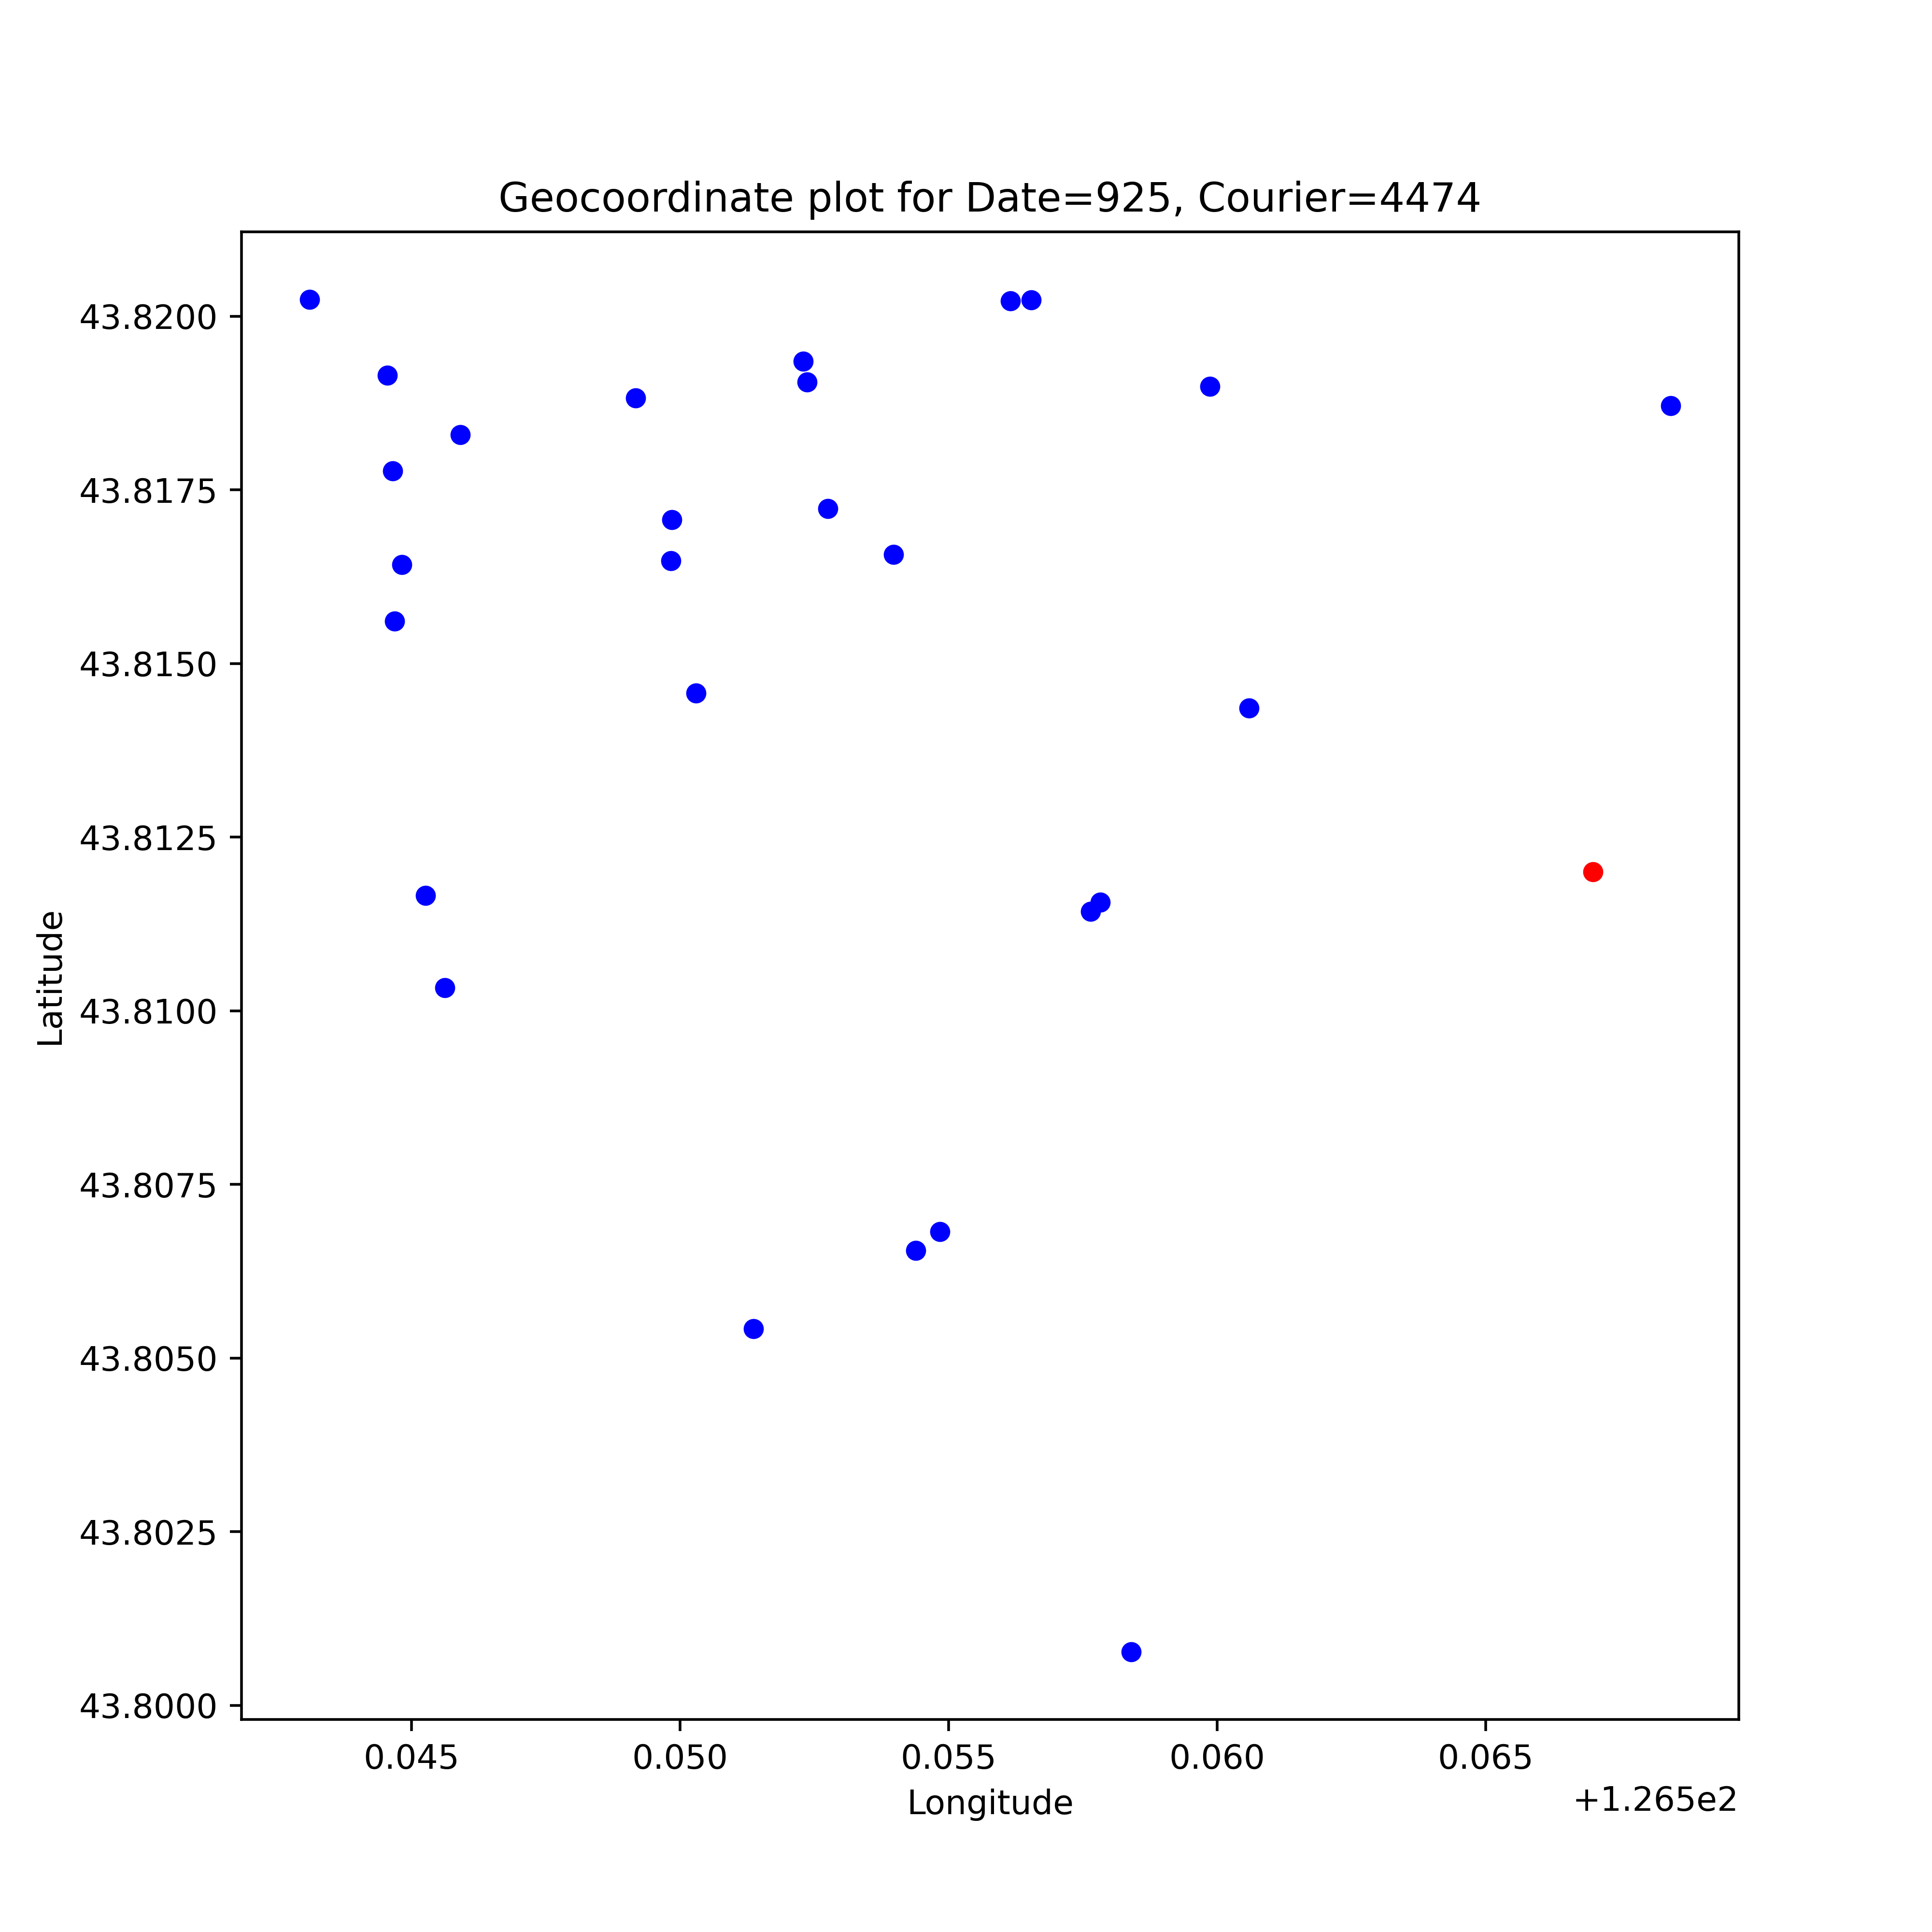 Geocoordinate plot for Date=925, Courier=4474
43.8200
43.8175
43.8150
43.8125
43.8100
43.8075
43.8050
43.8025
43.8000
Latitude
0.045 0.050 0.055 0.060 0.065
Longitude
+1.265e2